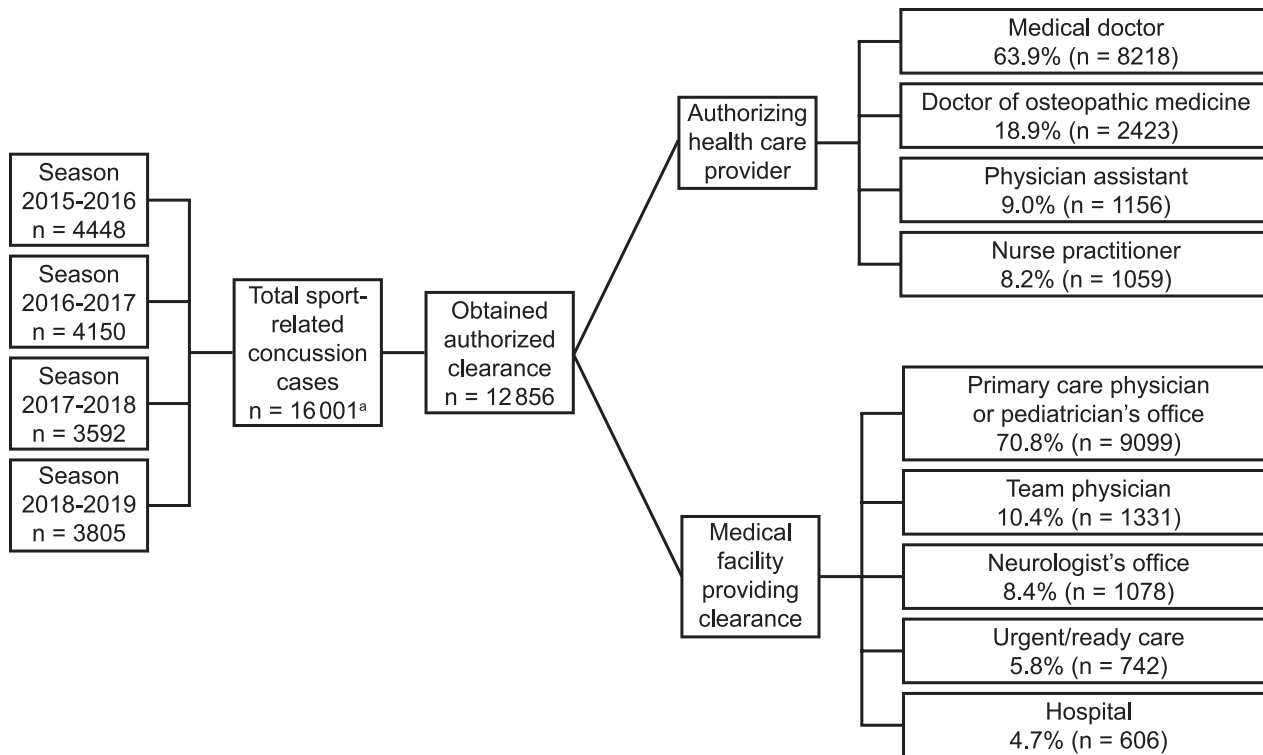 Season
2015-2016
n = 4448
Season
2016-2017
n = 4150
Season
2017-2018
n = 3592
Season
2018-2019
n = 3805
Total sport-
related
concussion
cases
n = 16 001ᵃ
Obtained
authorized
clearance
n = 12 856
Authorizing
health care
provider
Medical doctor
63.9% (n = 8218)
Doctor of osteopathic medicine
18.9% (n = 2423)
Physician assistant
9.0% (n = 1156)
Nurse practitioner
8.2% (n = 1059)
Medical
facility
providing
clearance
Primary care physician
or pediatrician’s office
70.8% (n = 9099)
Team physician
10.4% (n = 1331)
Neurologist’s office
8.4% (n = 1078)
Urgent/ready care
5.8% (n = 742)
Hospital
4.7% (n = 606)